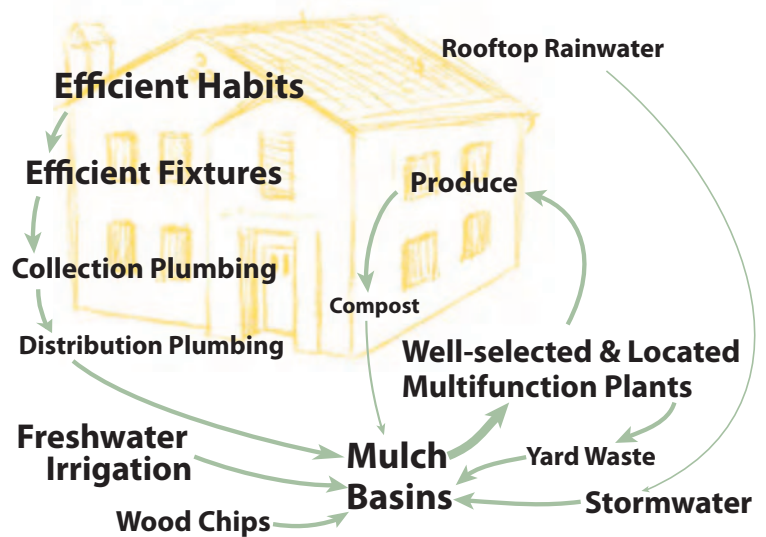 Rooftop Rainwater
Efficient Habits
Efficient Fixtures
Produce
Collection Plumbing
Compost
Distribution Plumbing
Well-selected & Located
Multifunction Plants
Freshwater
Irrigation
Mulch
Basins
Yard Waste
Stormwater
Wood Chips